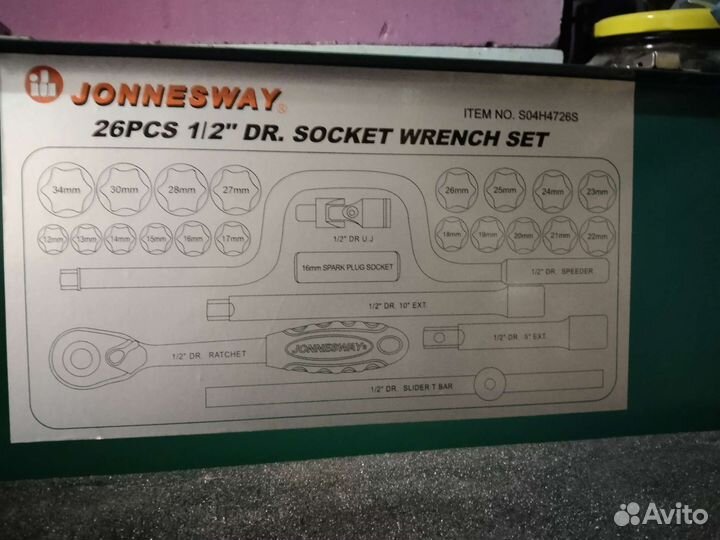 JONNESWAY®
ITEM NO. S04H4726S
26PCS 1/2" DR. SOCKET WRENCH SET
34mm 30mm 28mm 27mm
26mm 25mm 24mm 23mm
12mm 13mm 14mm 15mm 16mm 17mm
1/2" DR U.J
18mm 19mm 20mm 21mm 22mm
16mm SPARK PLUG SOCKET
1/2" DR. SPEEDER
1/2" DR. 10" EXT.
1/2" DR. RATCHET
JONNESWAY®
1/2" DR. 5" EXT.
1/2" DR. SLIDER T BAR
Avito